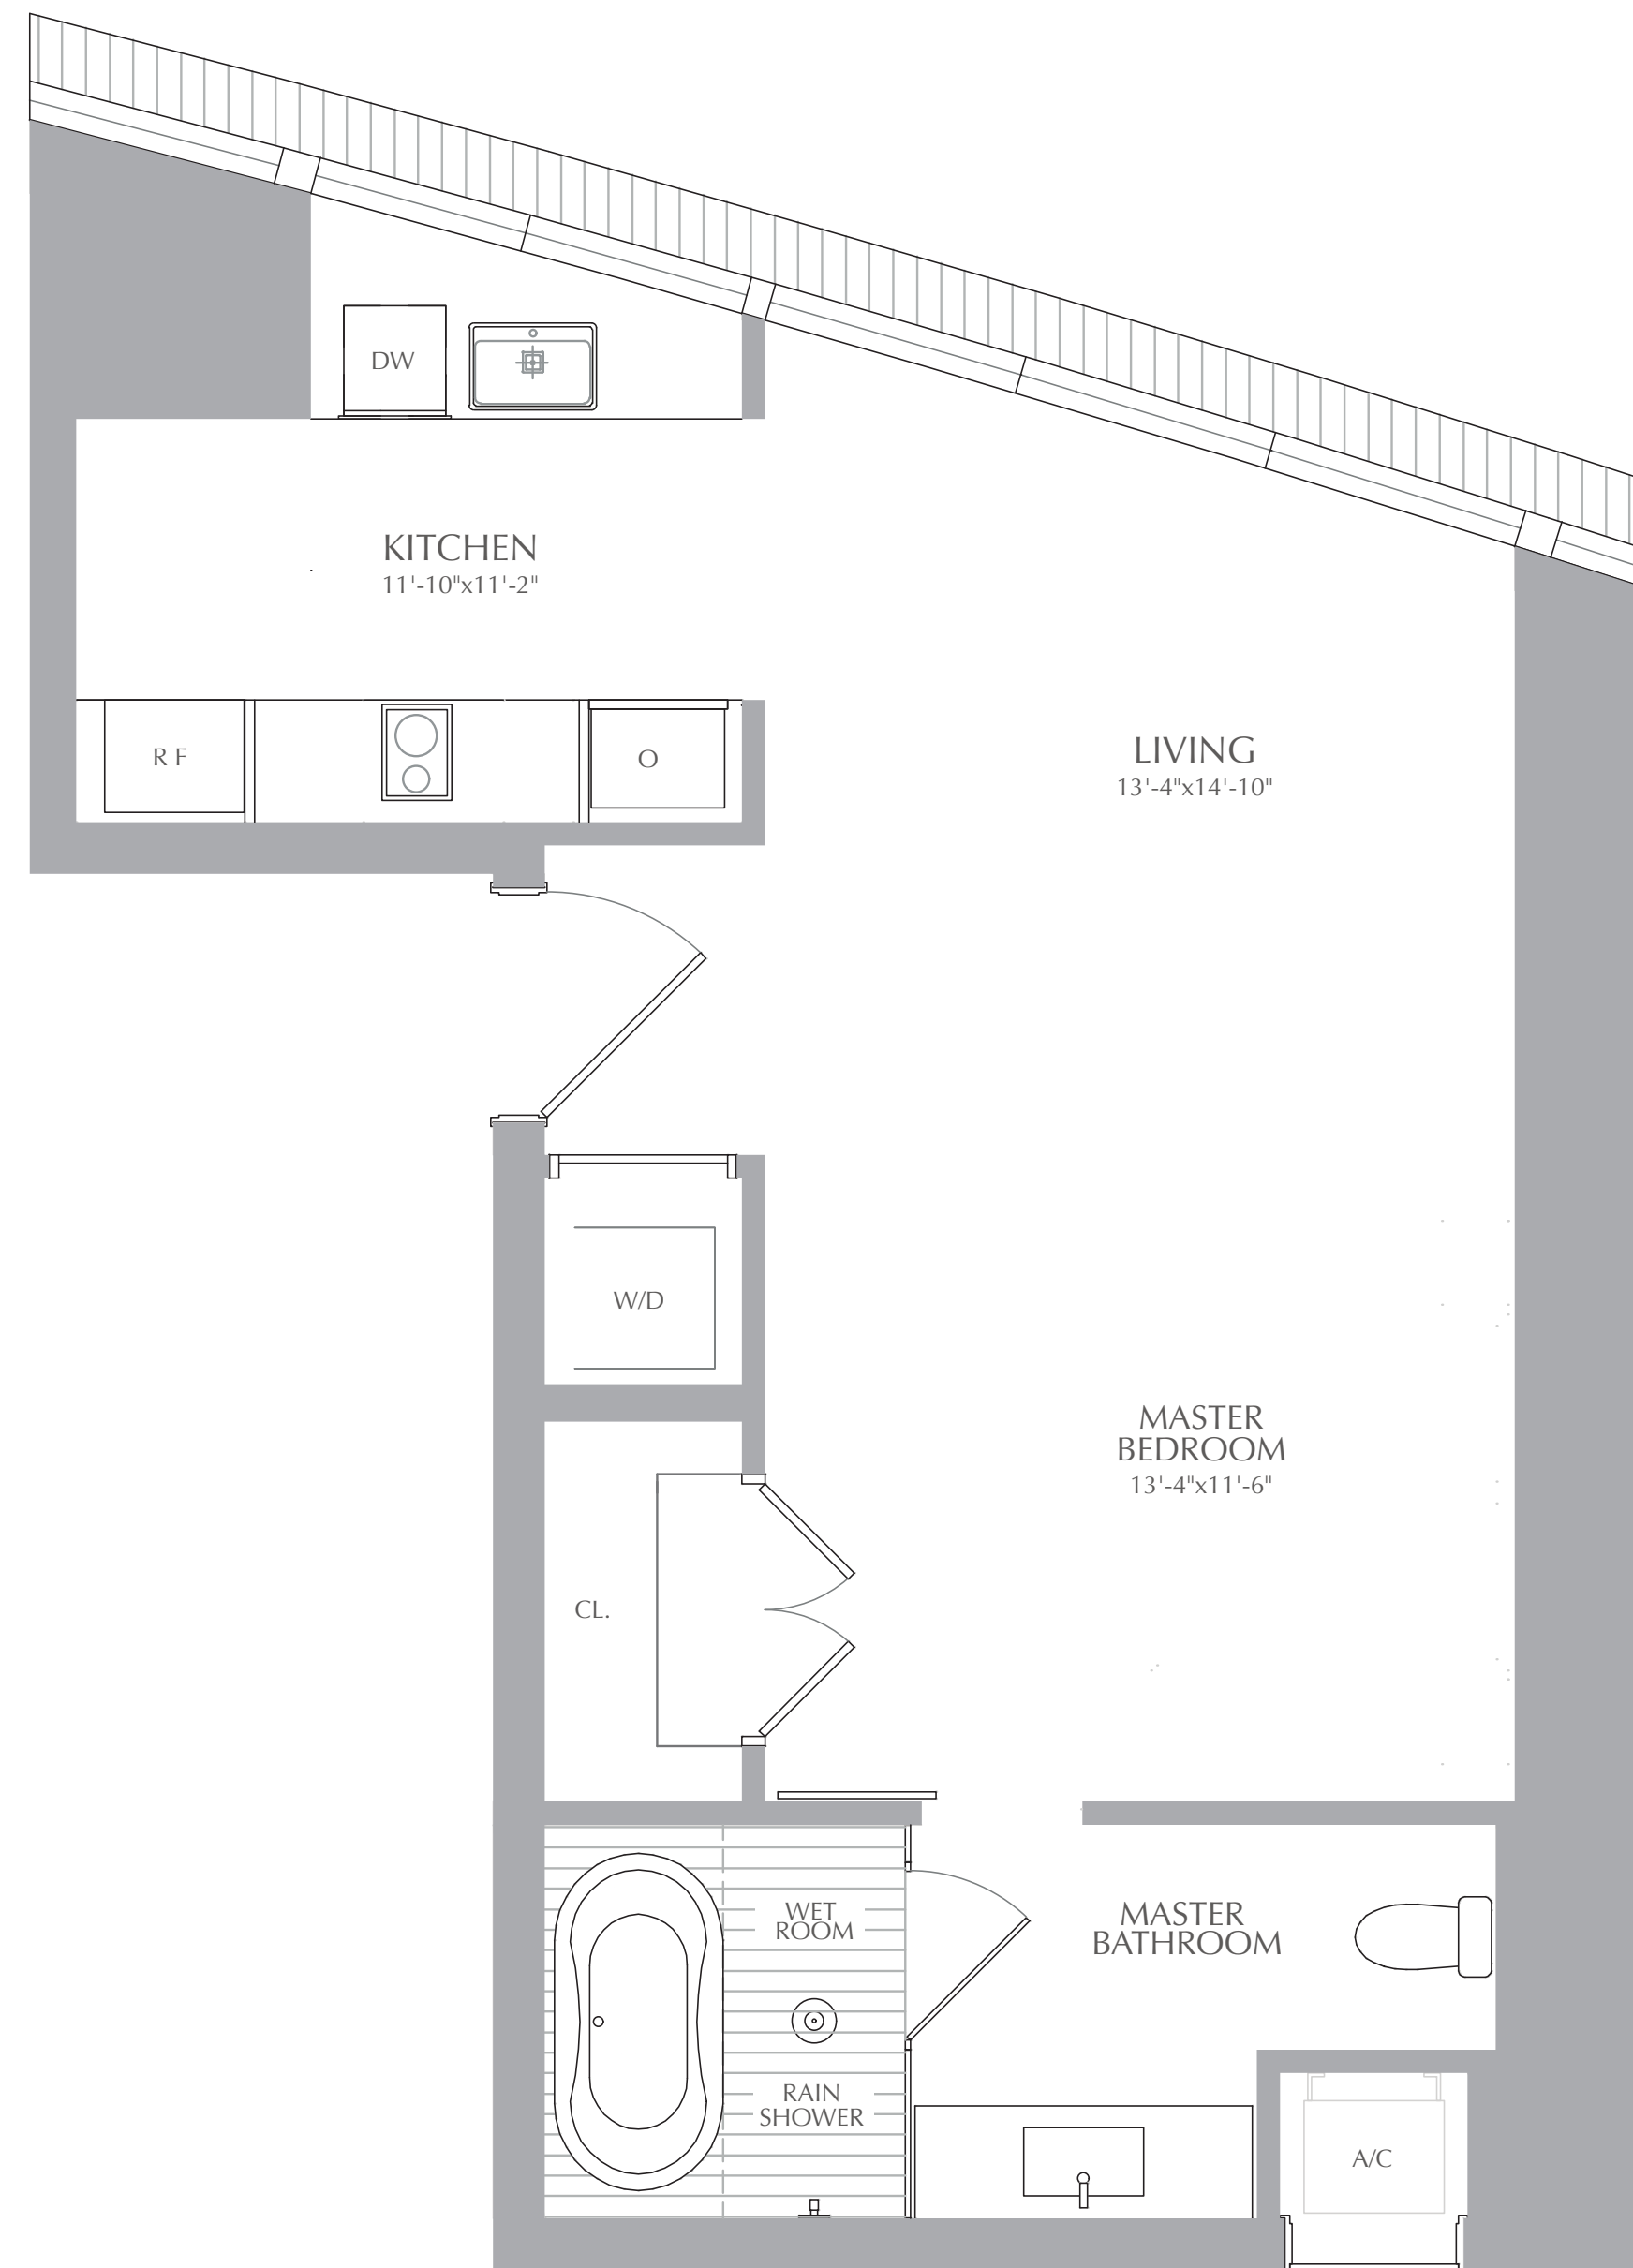 DW
KITCHEN
11'-10"x11'-2"
R F
O
LIVING
13'-4"x14'-10"
W/D
MASTER
BEDROOM
13'-4"x11'-6"
CL.
WET
ROOM
MASTER
BATHROOM
RAIN
SHOWER
A/C